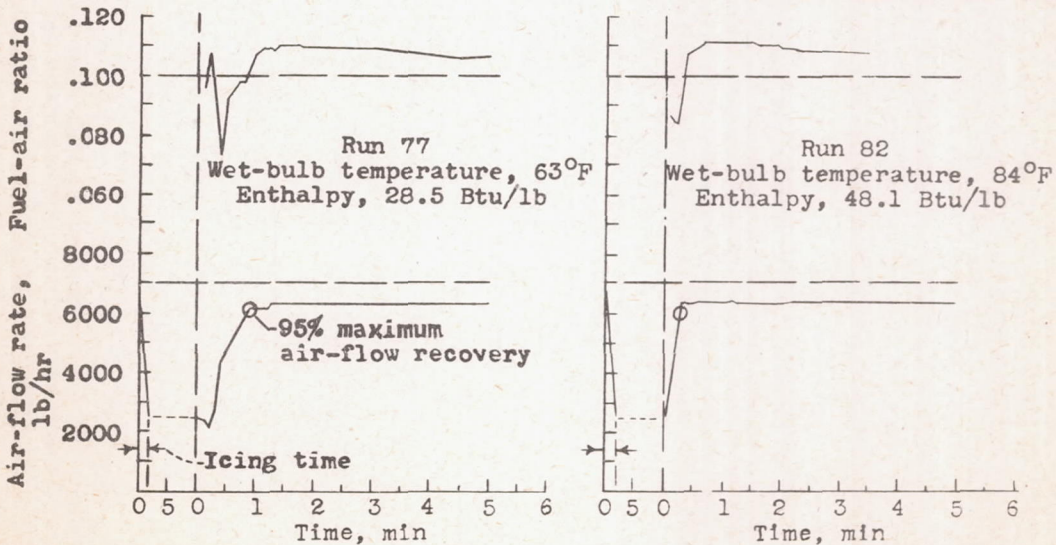 Fuel-air ratio
.120
.100
.080
.060
Run 77
Wet-bulb temperature, 63°F
Enthalpy, 28.5 Btu/lb
Run 82
Wet-bulb temperature, 84°F
Enthalpy, 48.1 Btu/lb
Air-flow rate,
lb/hr
8000
6000
4000
2000
95% maximum
air-flow recovery
Icing time
0 5 0 1 2 3 4 5 6
Time, min
0 5 0 1 2 3 4 5 6
Time, min